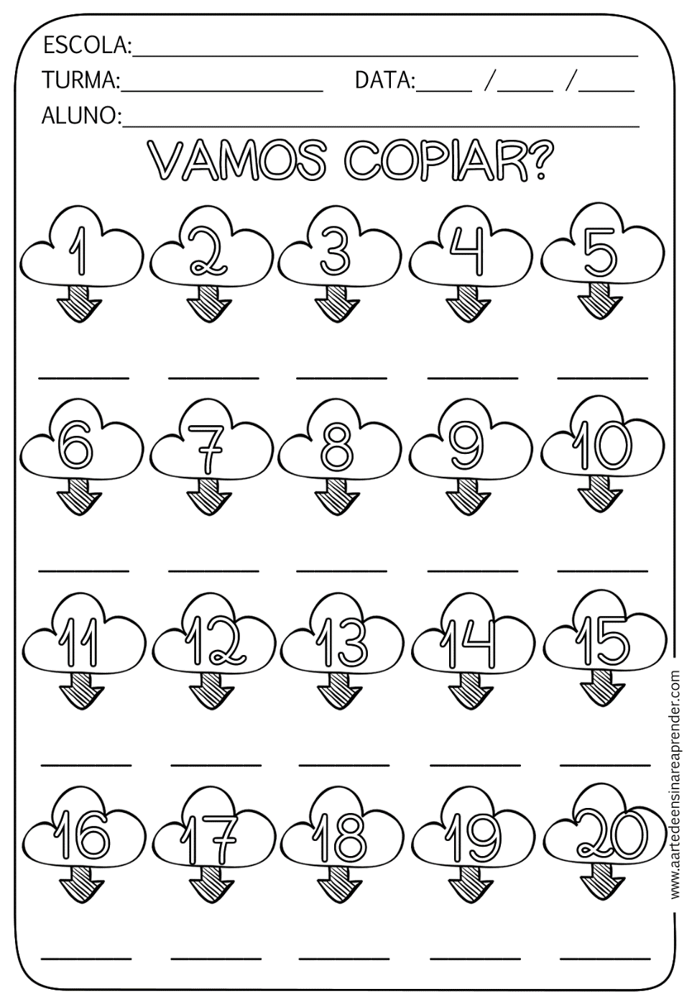 ESCOLA:
TURMA: DATA: / /
ALUNO:
VAMOS COPIAR?
1 2 3 4 5
6 7 8 9 10
11 12 13 14 15
16 17 18 19 20
www.aartedeensinareaprender.com